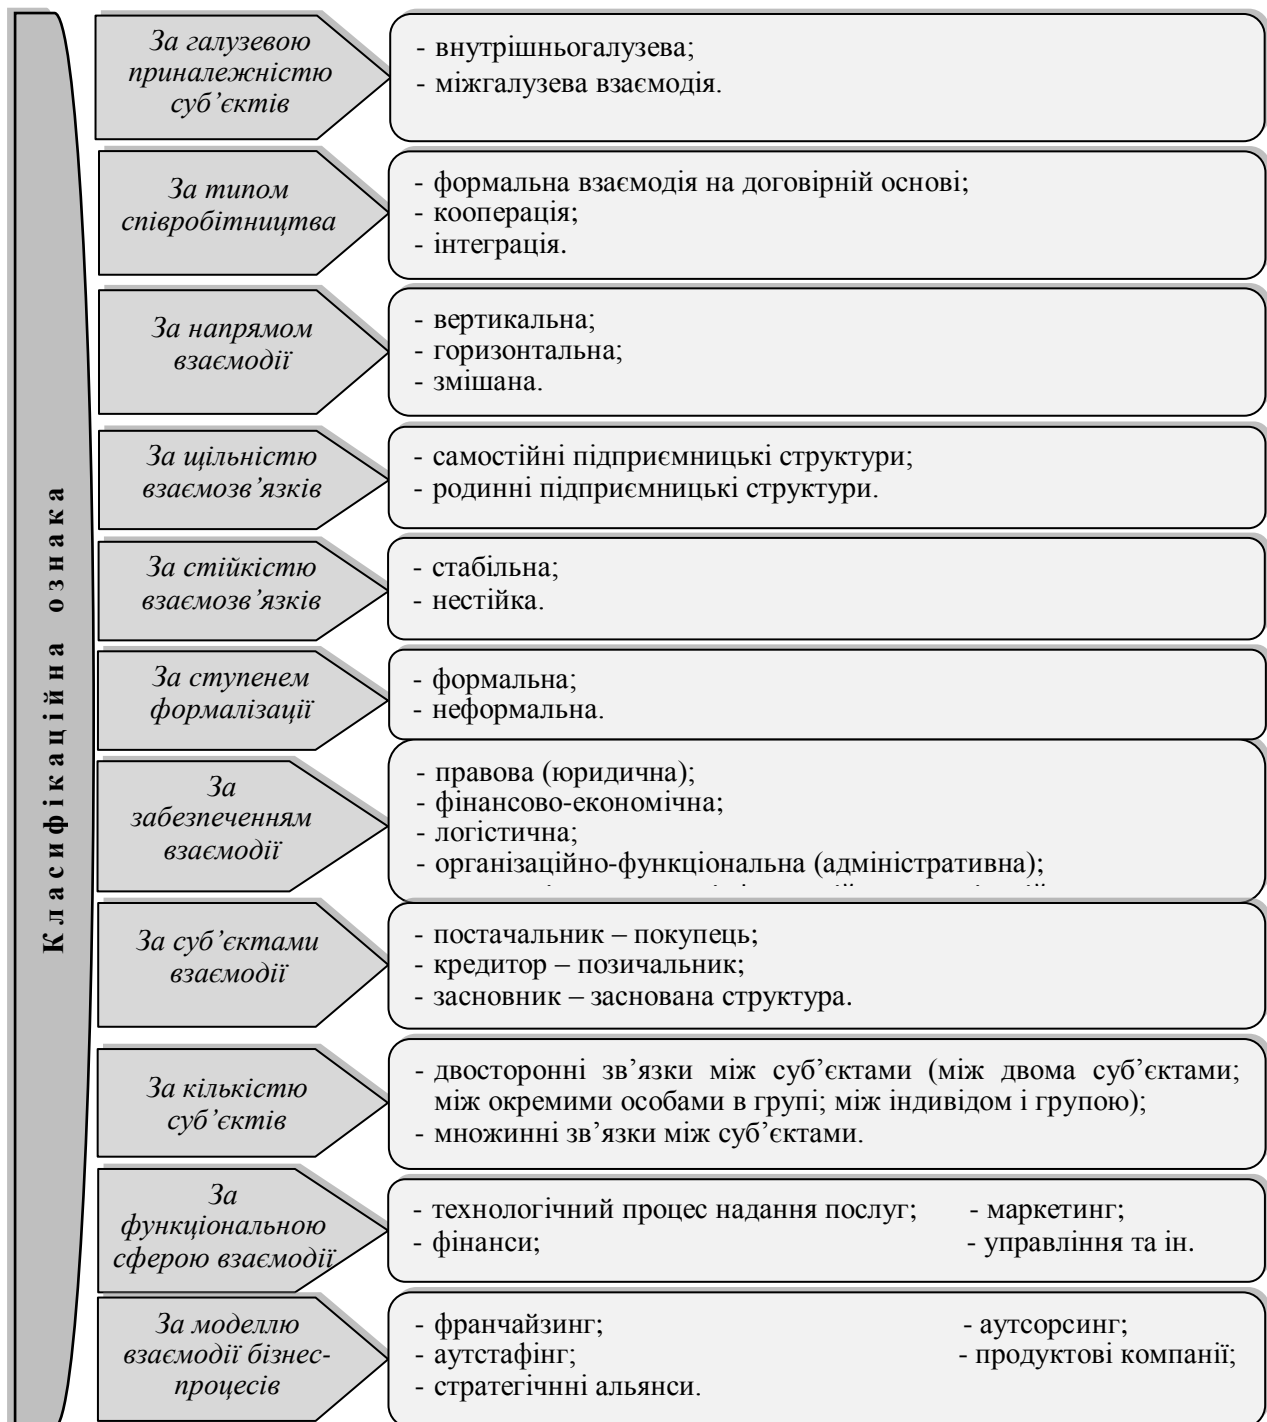 Класифікаційна ознака
За галузевою
приналежністю
суб’єктів
- внутрішньогалузева;
- міжгалузева взаємодія.
За типом
співробітництва
- формальна взаємодія на договірній основі;
- кооперація;
- інтеграція.
За напрямом
взаємодії
- вертикальна;
- горизонтальна;
- змішана.
За щільністю
взаємозв’язків
- самостійні підприємницькі структури;
- родинні підприємницькі структури.
За стійкістю
взаємозв’язків
- стабільна;
- нестійка.
За ступенем
формалізації
- формальна;
- неформальна.
За
забезпеченням
взаємодії
- правова (юридична);
- фінансово-економічна;
- логістична;
- організаційно-функціональна (адміністративна);
За суб’єктами
взаємодії
- постачальник – покупець;
- кредитор – позичальник;
- засновник – заснована структура.
За кількістю
суб’єктів
- двосторонні зв’язки між суб’єктами (між двома суб’єктами;
між окремими особами в групі; між індивідом і групою);
- множинні зв’язки між суб’єктами.
За
функціональною
сферою взаємодії
- технологічний процес надання послуг; - маркетинг;
- фінанси; - управління та ін.
За моделлю
взаємодії бізнес-
процесів
- франчайзинг; - аутсорсинг;
- аутстафінг; - продуктові компанії;
- стратегічнні альянси.